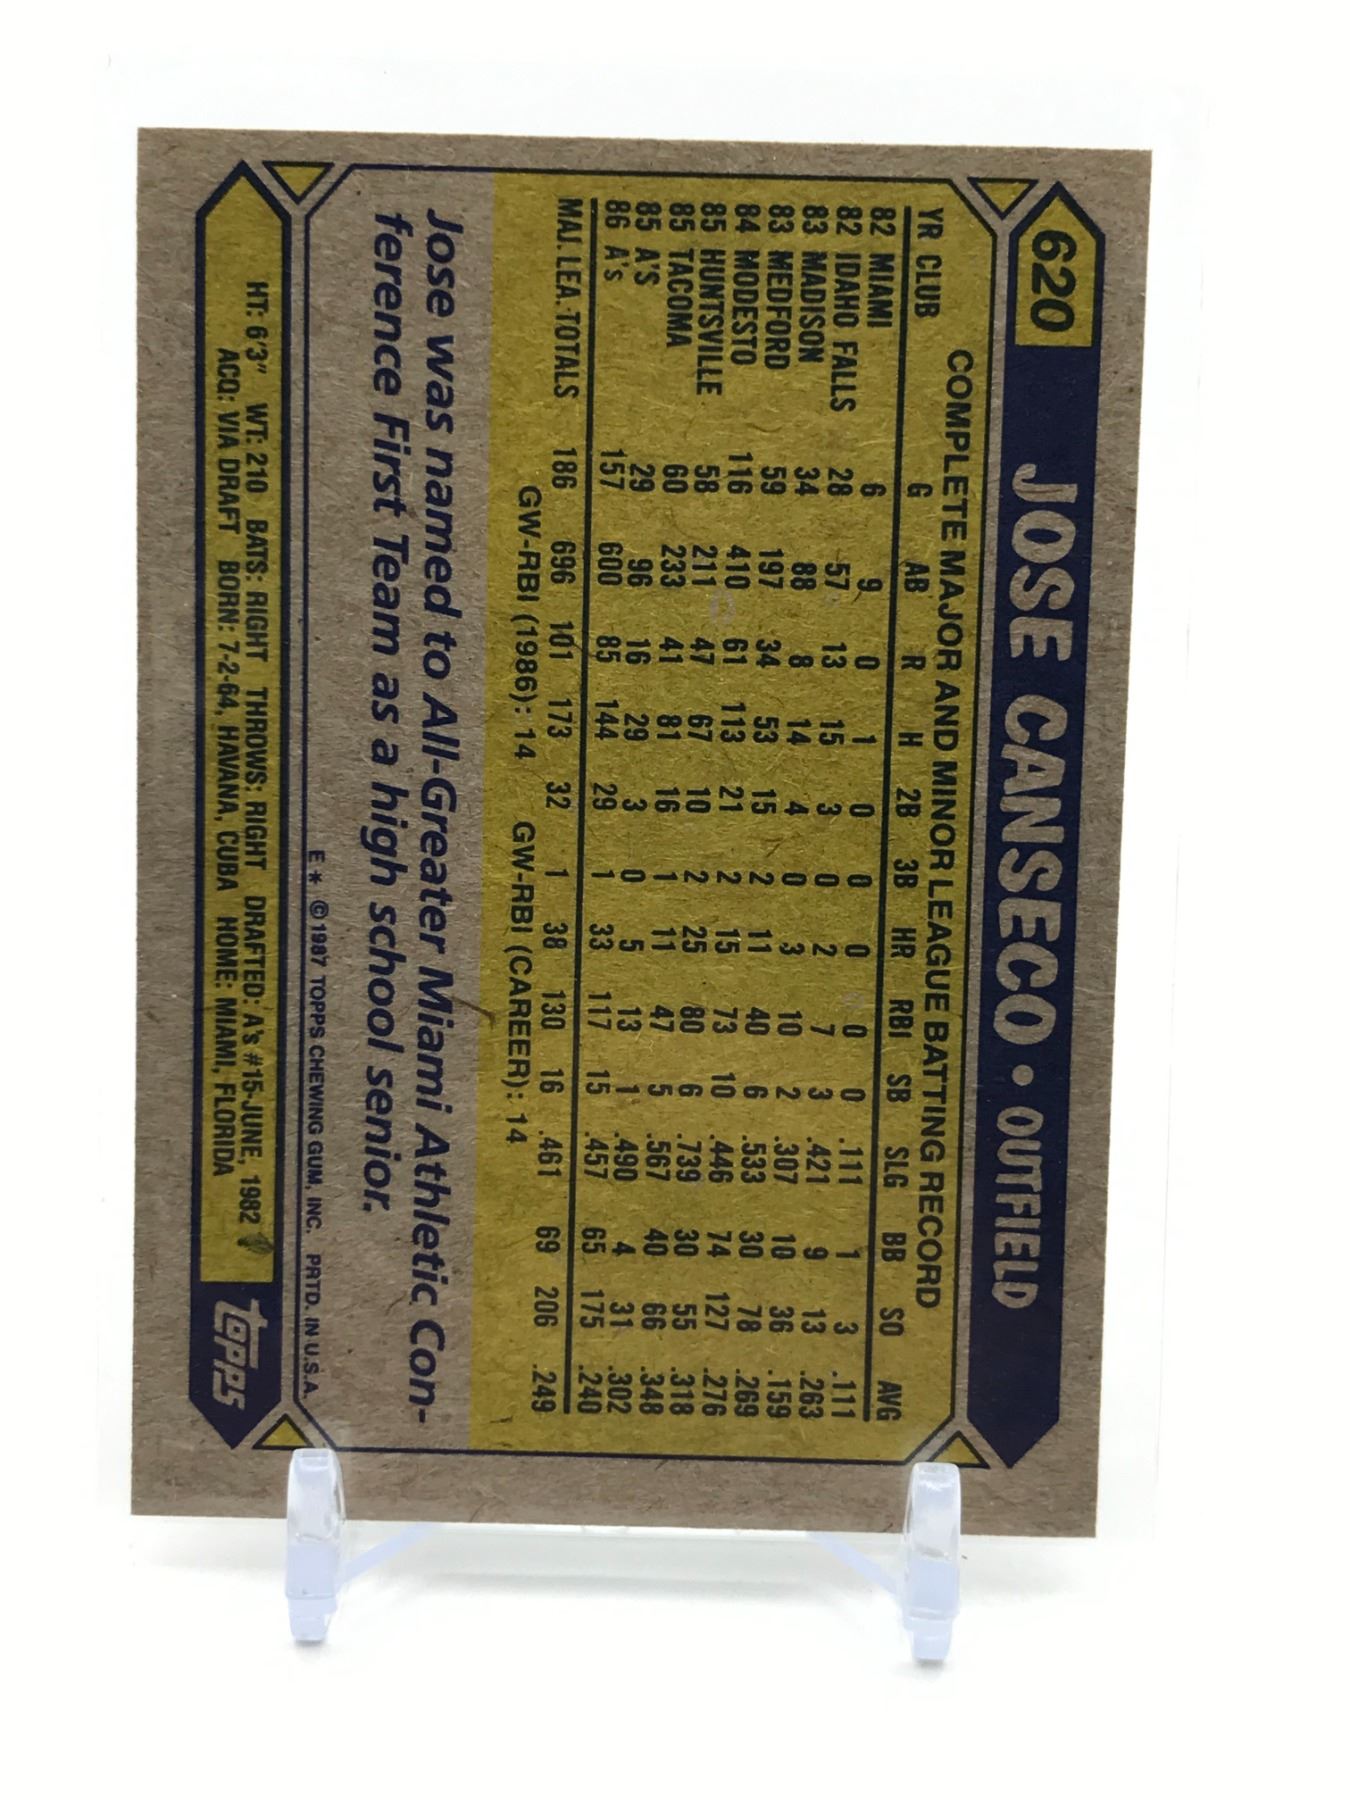 620 JOSE CANSECO • OUTFIELD
COMPLETE MAJOR AND MINOR LEAGUE BATTING RECORD
YR CLUB G AB R H 2B 3B HR RBI SB SLG BB SO AVG
82 MIAMI 6 9 0 1 0 0 0 0 0 .111 1 3 .111
82 IDAHO FALLS 28 57 13 15 3 0 2 7 3 .421 9 13 .263
83 MADISON 34 88 8 14 4 0 3 10 2 .307 10 36 .159
83 MEDFORD 59 197 34 53 15 2 11 40 6 .533 30 78 .269
84 MODESTO 116 410 61 113 21 2 15 73 10 .446 74 127 .276
85 HUNTSVILLE 58 211 47 67 10 2 25 80 6 .739 30 55 .318
85 TACOMA 60 233 41 81 16 1 11 47 5 .567 40 66 .348
85 A'S 29 96 16 29 3 0 5 13 1 .490 4 31 .302
86 A's 157 600 85 144 29 1 33 117 15 .457 65 175 .240
MAJ. LEA. TOTALS 186 696 101 173 32 1 38 130 16 .461 69 206 .249
GW-RBI (1986): 14 GW-RBI (CAREER): 14
Jose was named to All-Greater Miami Athletic Con-
ference First Team as a high school senior.
E * © 1987 TOPPS CHEWING GUM, INC. PRTD. IN U.S.A.
HT: 6'3" WT: 210 BATS: RIGHT THROWS: RIGHT DRAFTED: A's #15-JUNE, 1982
ACQ: VIA DRAFT BORN: 7-2-64, HAVANA, CUBA HOME: MIAMI, FLORIDA
topps